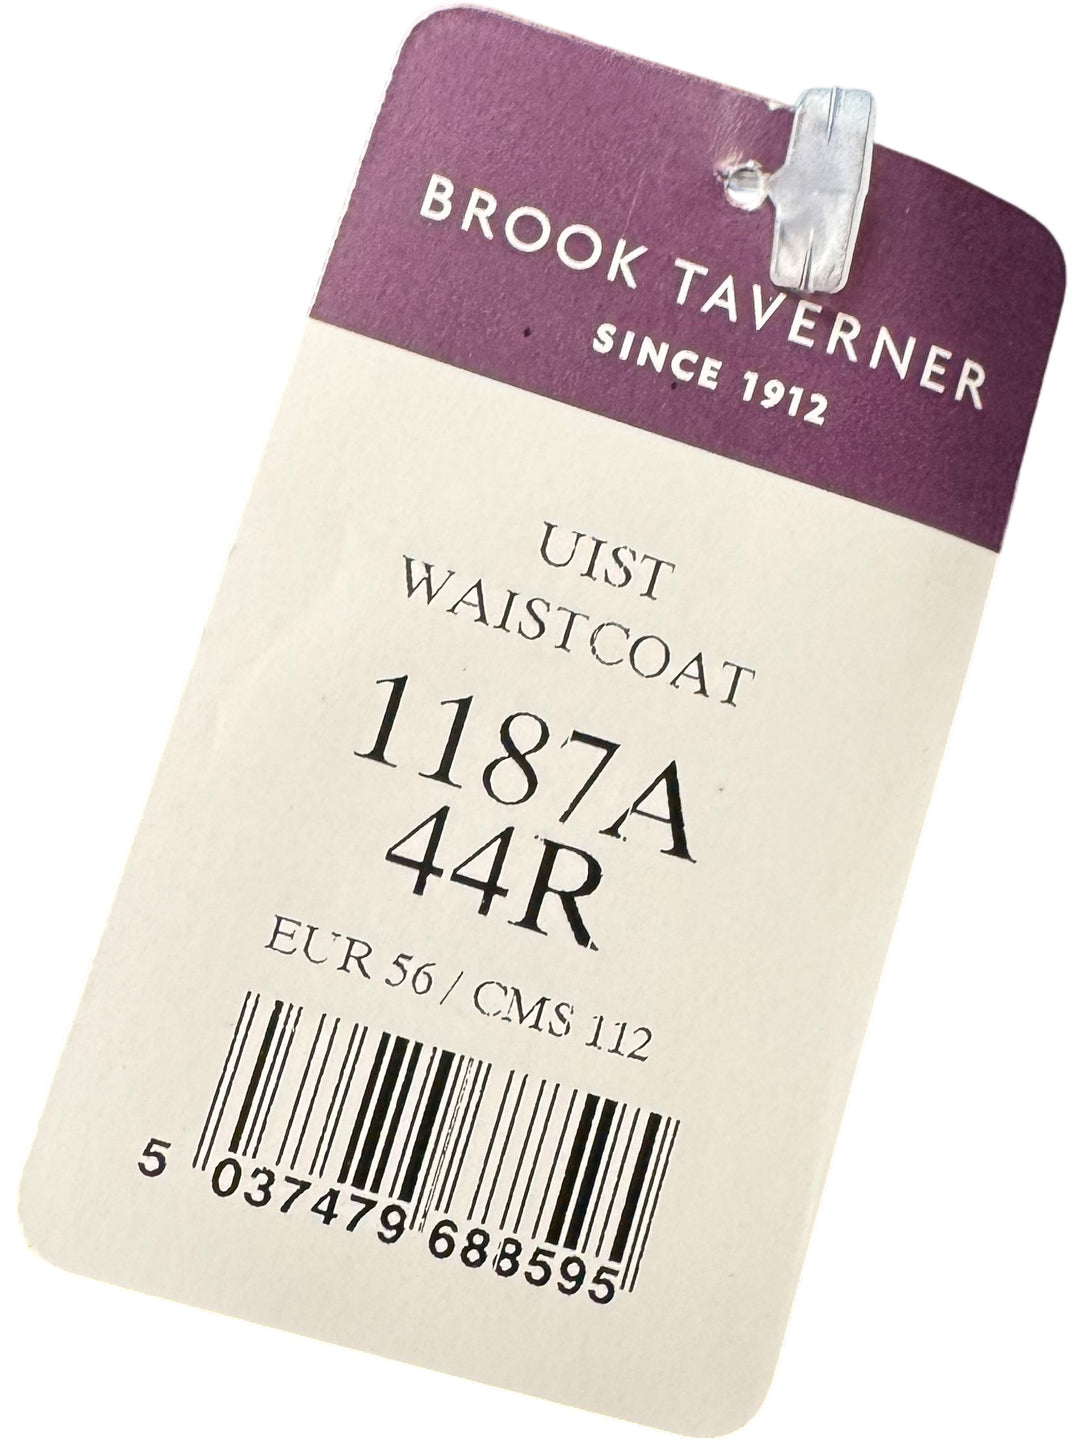 BROOK TAVERNER
SINCE 1912
UIST
WAISTCOAT
1187A
44R
EUR 56 / CMS 112
5 037479 688595